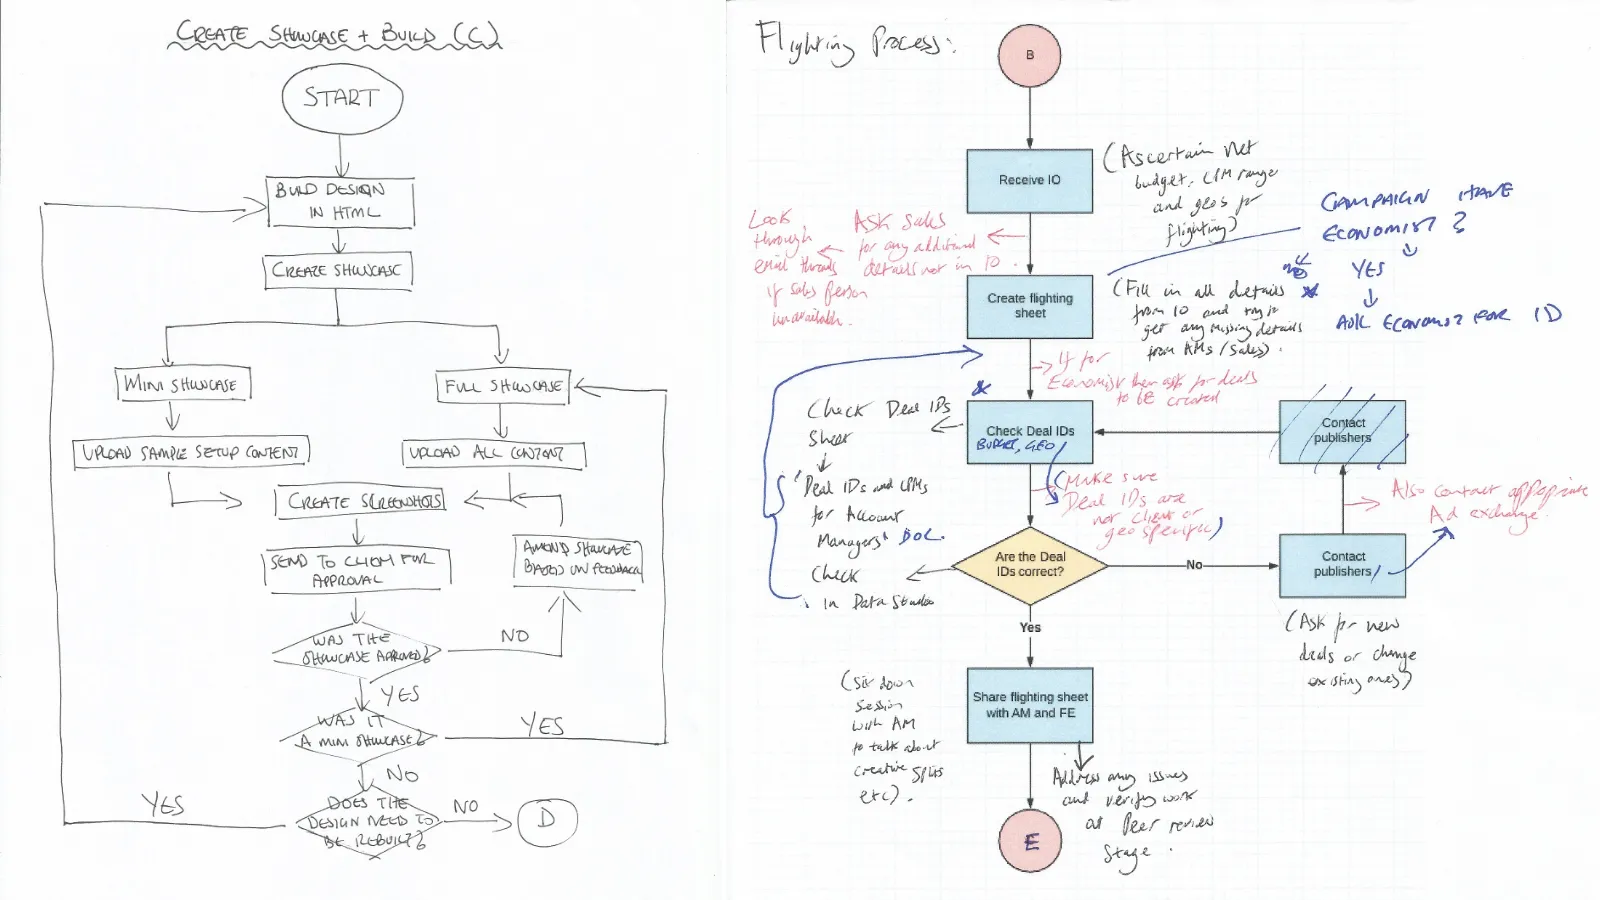 CREATE SHOWCASE + BUILD (C)
START
BUILD DESIGN
IN HTML
CREATE SHOWCASE
MINI SHOWCASE
FULL SHOWCASE
UPLOAD SAMPLE SETUP CONTENT
UPLOAD ALL CONTENT
CREATE SCREENSHOTS
SEND TO CLIENT FOR
APPROVAL
AMEND SHOWCASE
BASED ON FEEDBACK
WAS THE
SHOWCASE APPROVED?
NO
YES
WAS IT
A MINI SHOWCASE?
YES
NO
DOES THE
DESIGN NEED TO
BE REBUILT?
YES
NO
D
Flighting Process:
B
Receive IO
(Ascertain net
budget, CPM range
and geos for
flighting)
Look
through
email threads
if sales person
unavailable.
ASK Sales
for any additional
details not in IO.
CAMPAIGN HAVE
ECONOMIST?
NO
YES
ASK ECONOMIST FOR ID
Create flighting
sheet
(Fill in all details
from IO and try to
get any missing details
from AMs/Sales).
If for
Economist then ask for deals
to be created
Check Deal IDs
Sheet
Check Deal IDs
BUDGET, GEO
Contact
publishers
'Deal IDs and CPMs
for Account
Managers' DOC.
(Make sure
Deal IDs are
not client or
geo specific)
Also contact appropriate
Ad exchange.
Are the Deal
IDs correct?
No
Contact
publishers
Check
in Data Studio
Yes
(Ask for new
deals or change
existing ones)
Share flighting sheet
with AM and FE
(Sit down
session
with AM
to talk about
creative splits
etc).
Address any issues
and verify work
at Peer review
Stage.
E